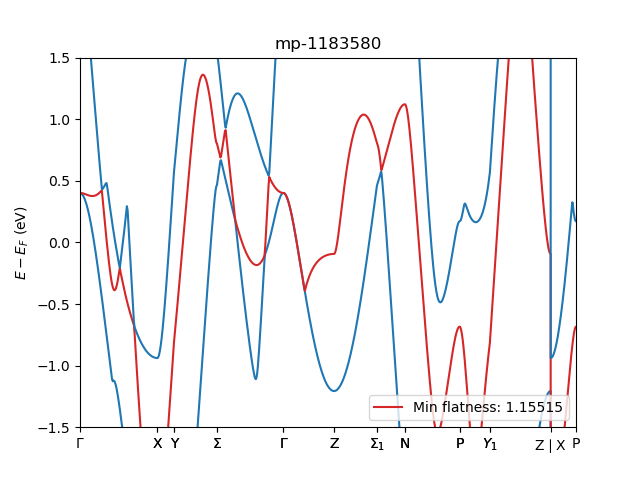 mp-1183580
E − E_F (eV)
1.5
1.0
0.5
0.0
−0.5
−1.0
−1.5
Min flatness: 1.15515
Γ X Y Σ Γ Z Σ₁ N P Y₁ Z | X P